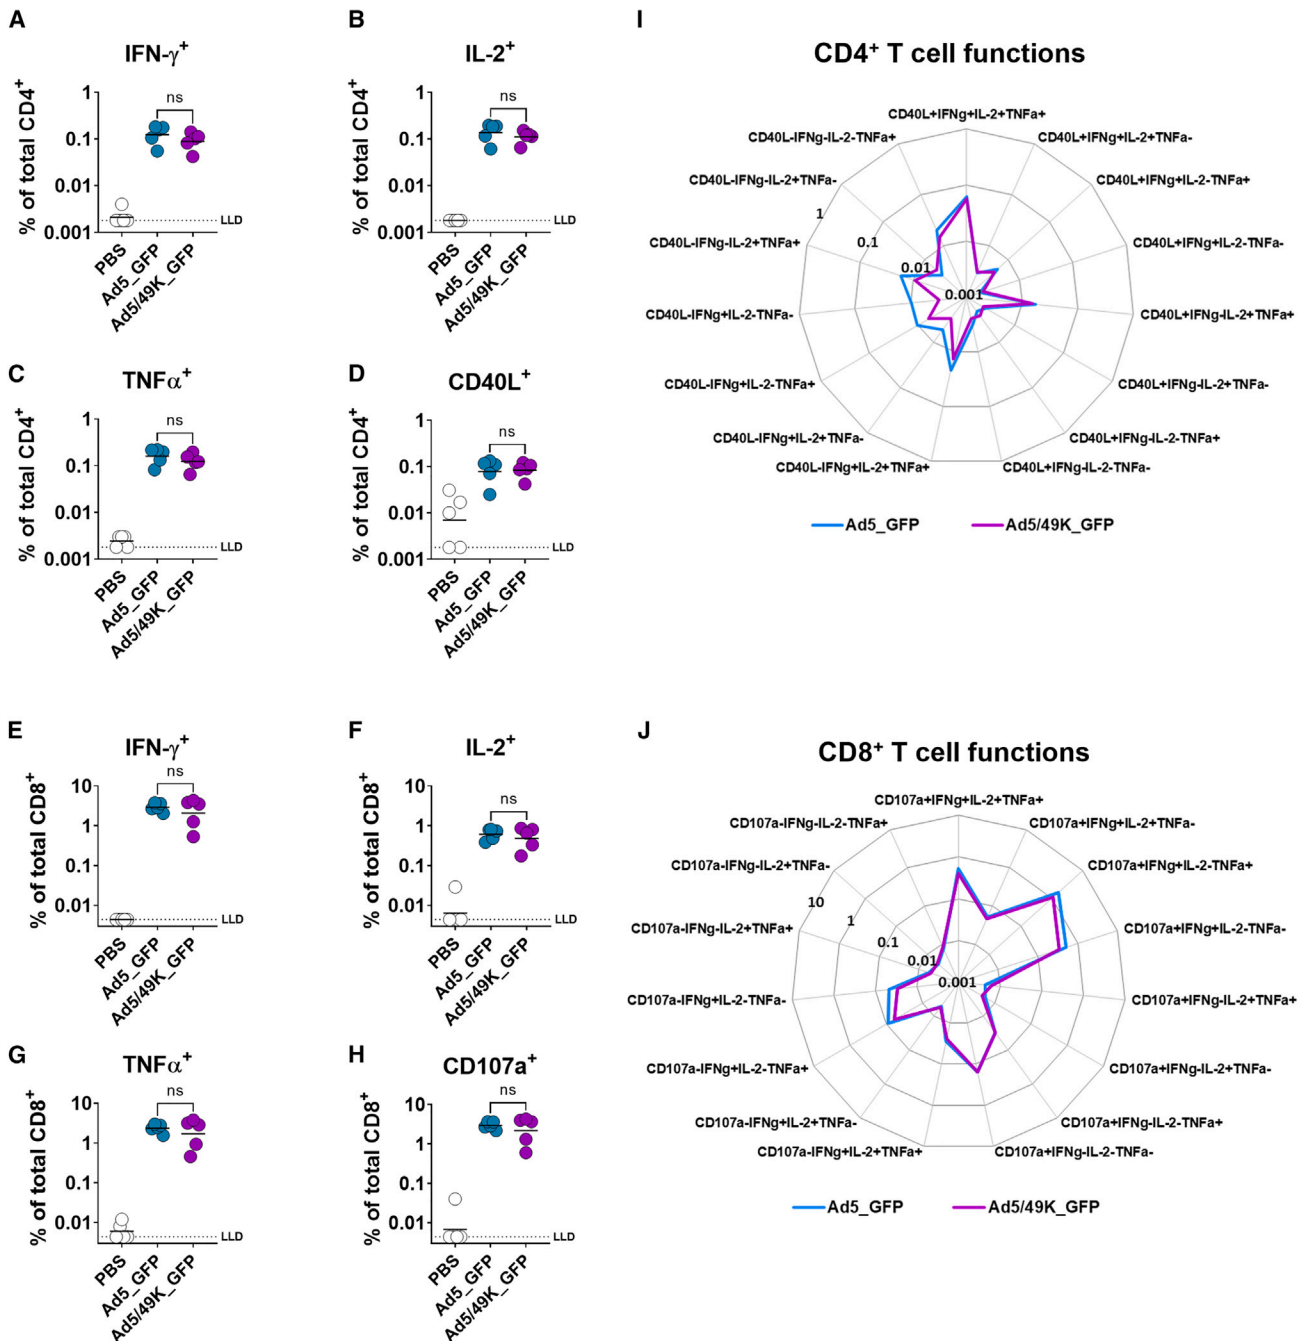 A
IFN-γ+
% of total CD4+
1
0.1
0.01
0.001
ns
LLD
PBS
Ad5_GFP
Ad5/49K_GFP
B
IL-2+
% of total CD4+
1
0.1
0.01
0.001
ns
LLD
PBS
Ad5_GFP
Ad5/49K_GFP
C
TNFα+
% of total CD4+
1
0.1
0.01
0.001
ns
LLD
PBS
Ad5_GFP
Ad5/49K_GFP
D
CD40L+
% of total CD4+
1
0.1
0.01
0.001
ns
LLD
PBS
Ad5_GFP
Ad5/49K_GFP
I
CD4+ T cell functions
CD40L+IFNg+IL-2+TNFa+
CD40L+IFNg+IL-2+TNFa-
CD40L+IFNg+IL-2-TNFa+
CD40L+IFNg+IL-2-TNFa-
CD40L+IFNg-IL-2+TNFa+
CD40L+IFNg-IL-2+TNFa-
CD40L+IFNg-IL-2-TNFa+
CD40L+IFNg-IL-2-TNFa-
CD40L-IFNg+IL-2+TNFa+
CD40L-IFNg+IL-2+TNFa-
CD40L-IFNg+IL-2-TNFa+
CD40L-IFNg+IL-2-TNFa-
CD40L-IFNg-IL-2+TNFa+
CD40L-IFNg-IL-2+TNFa-
CD40L-IFNg-IL-2-TNFa+
1
0.1
0.01
0.001
Ad5_GFP
Ad5/49K_GFP
E
IFN-γ+
% of total CD8+
10
1
0.1
0.01
ns
LLD
PBS
Ad5_GFP
Ad5/49K_GFP
F
IL-2+
% of total CD8+
10
1
0.1
0.01
ns
LLD
PBS
Ad5_GFP
Ad5/49K_GFP
G
TNFα+
% of total CD8+
10
1
0.1
0.01
ns
LLD
PBS
Ad5_GFP
Ad5/49K_GFP
H
CD107a+
% of total CD8+
10
1
0.1
0.01
ns
LLD
PBS
Ad5_GFP
Ad5/49K_GFP
J
CD8+ T cell functions
CD107a+IFNg+IL-2+TNFa+
CD107a+IFNg+IL-2+TNFa-
CD107a+IFNg+IL-2-TNFa+
CD107a+IFNg+IL-2-TNFa-
CD107a+IFNg-IL-2+TNFa+
CD107a+IFNg-IL-2+TNFa-
CD107a+IFNg-IL-2-TNFa+
CD107a+IFNg-IL-2-TNFa-
CD107a-IFNg+IL-2+TNFa+
CD107a-IFNg+IL-2+TNFa-
CD107a-IFNg+IL-2-TNFa+
CD107a-IFNg+IL-2-TNFa-
CD107a-IFNg-IL-2+TNFa+
CD107a-IFNg-IL-2+TNFa-
CD107a-IFNg-IL-2-TNFa+
10
1
0.1
0.01
0.001
Ad5_GFP
Ad5/49K_GFP